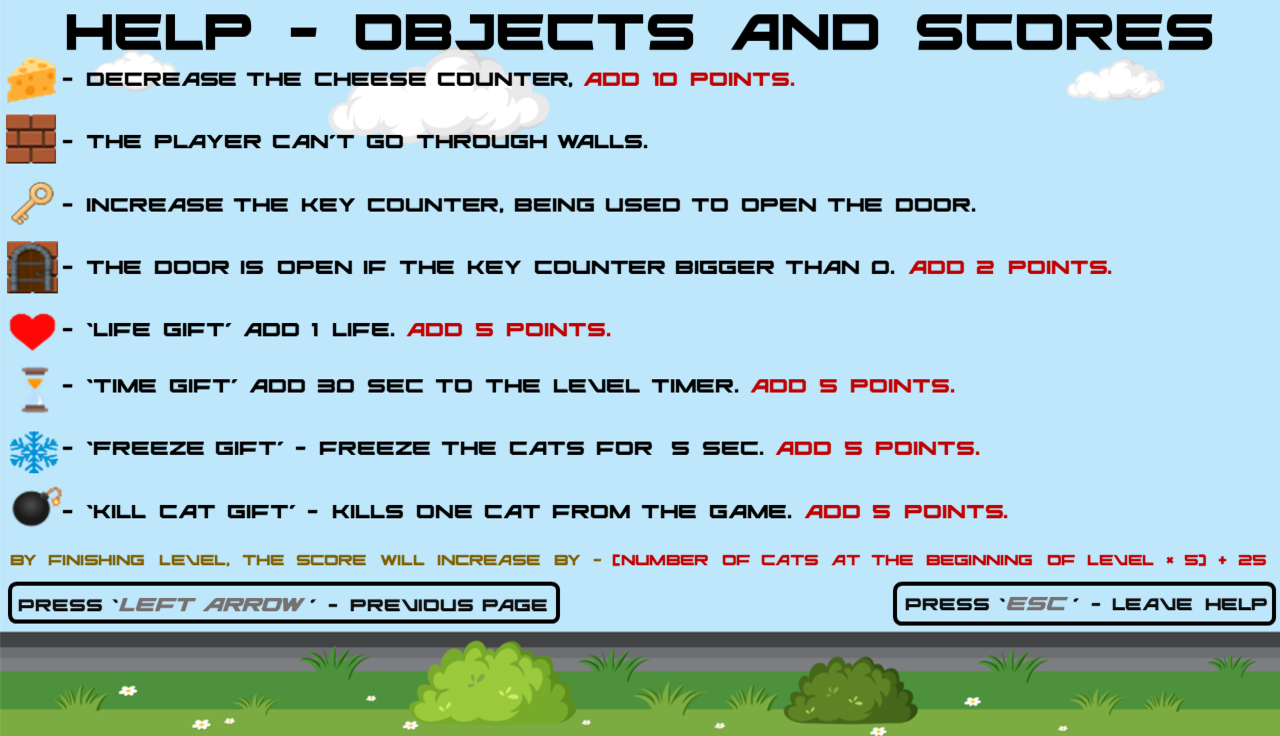 HELP - OBJECTS AND SCORES
- DECREASE THE CHEESE COUNTER, ADD 10 POINTS.
- THE PLAYER CAN'T GO THROUGH WALLS.
- INCREASE THE KEY COUNTER, BEING USED TO OPEN THE DOOR.
- THE DOOR IS OPEN IF THE KEY COUNTER BIGGER THAN 0. ADD 2 POINTS.
- 'LIFE GIFT' ADD 1 LIFE. ADD 5 POINTS.
- 'TIME GIFT' ADD 30 SEC TO THE LEVEL TIMER. ADD 5 POINTS.
- 'FREEZE GIFT' - FREEZE THE CATS FOR 5 SEC. ADD 5 POINTS.
- 'KILL CAT GIFT' - KILLS ONE CAT FROM THE GAME. ADD 5 POINTS.
BY FINISHING LEVEL, THE SCORE WILL INCREASE BY - [NUMBER OF CATS AT THE BEGINNING OF LEVEL * 5] + 25
PRESS 'LEFT ARROW' - PREVIOUS PAGE
PRESS 'ESC' - LEAVE HELP